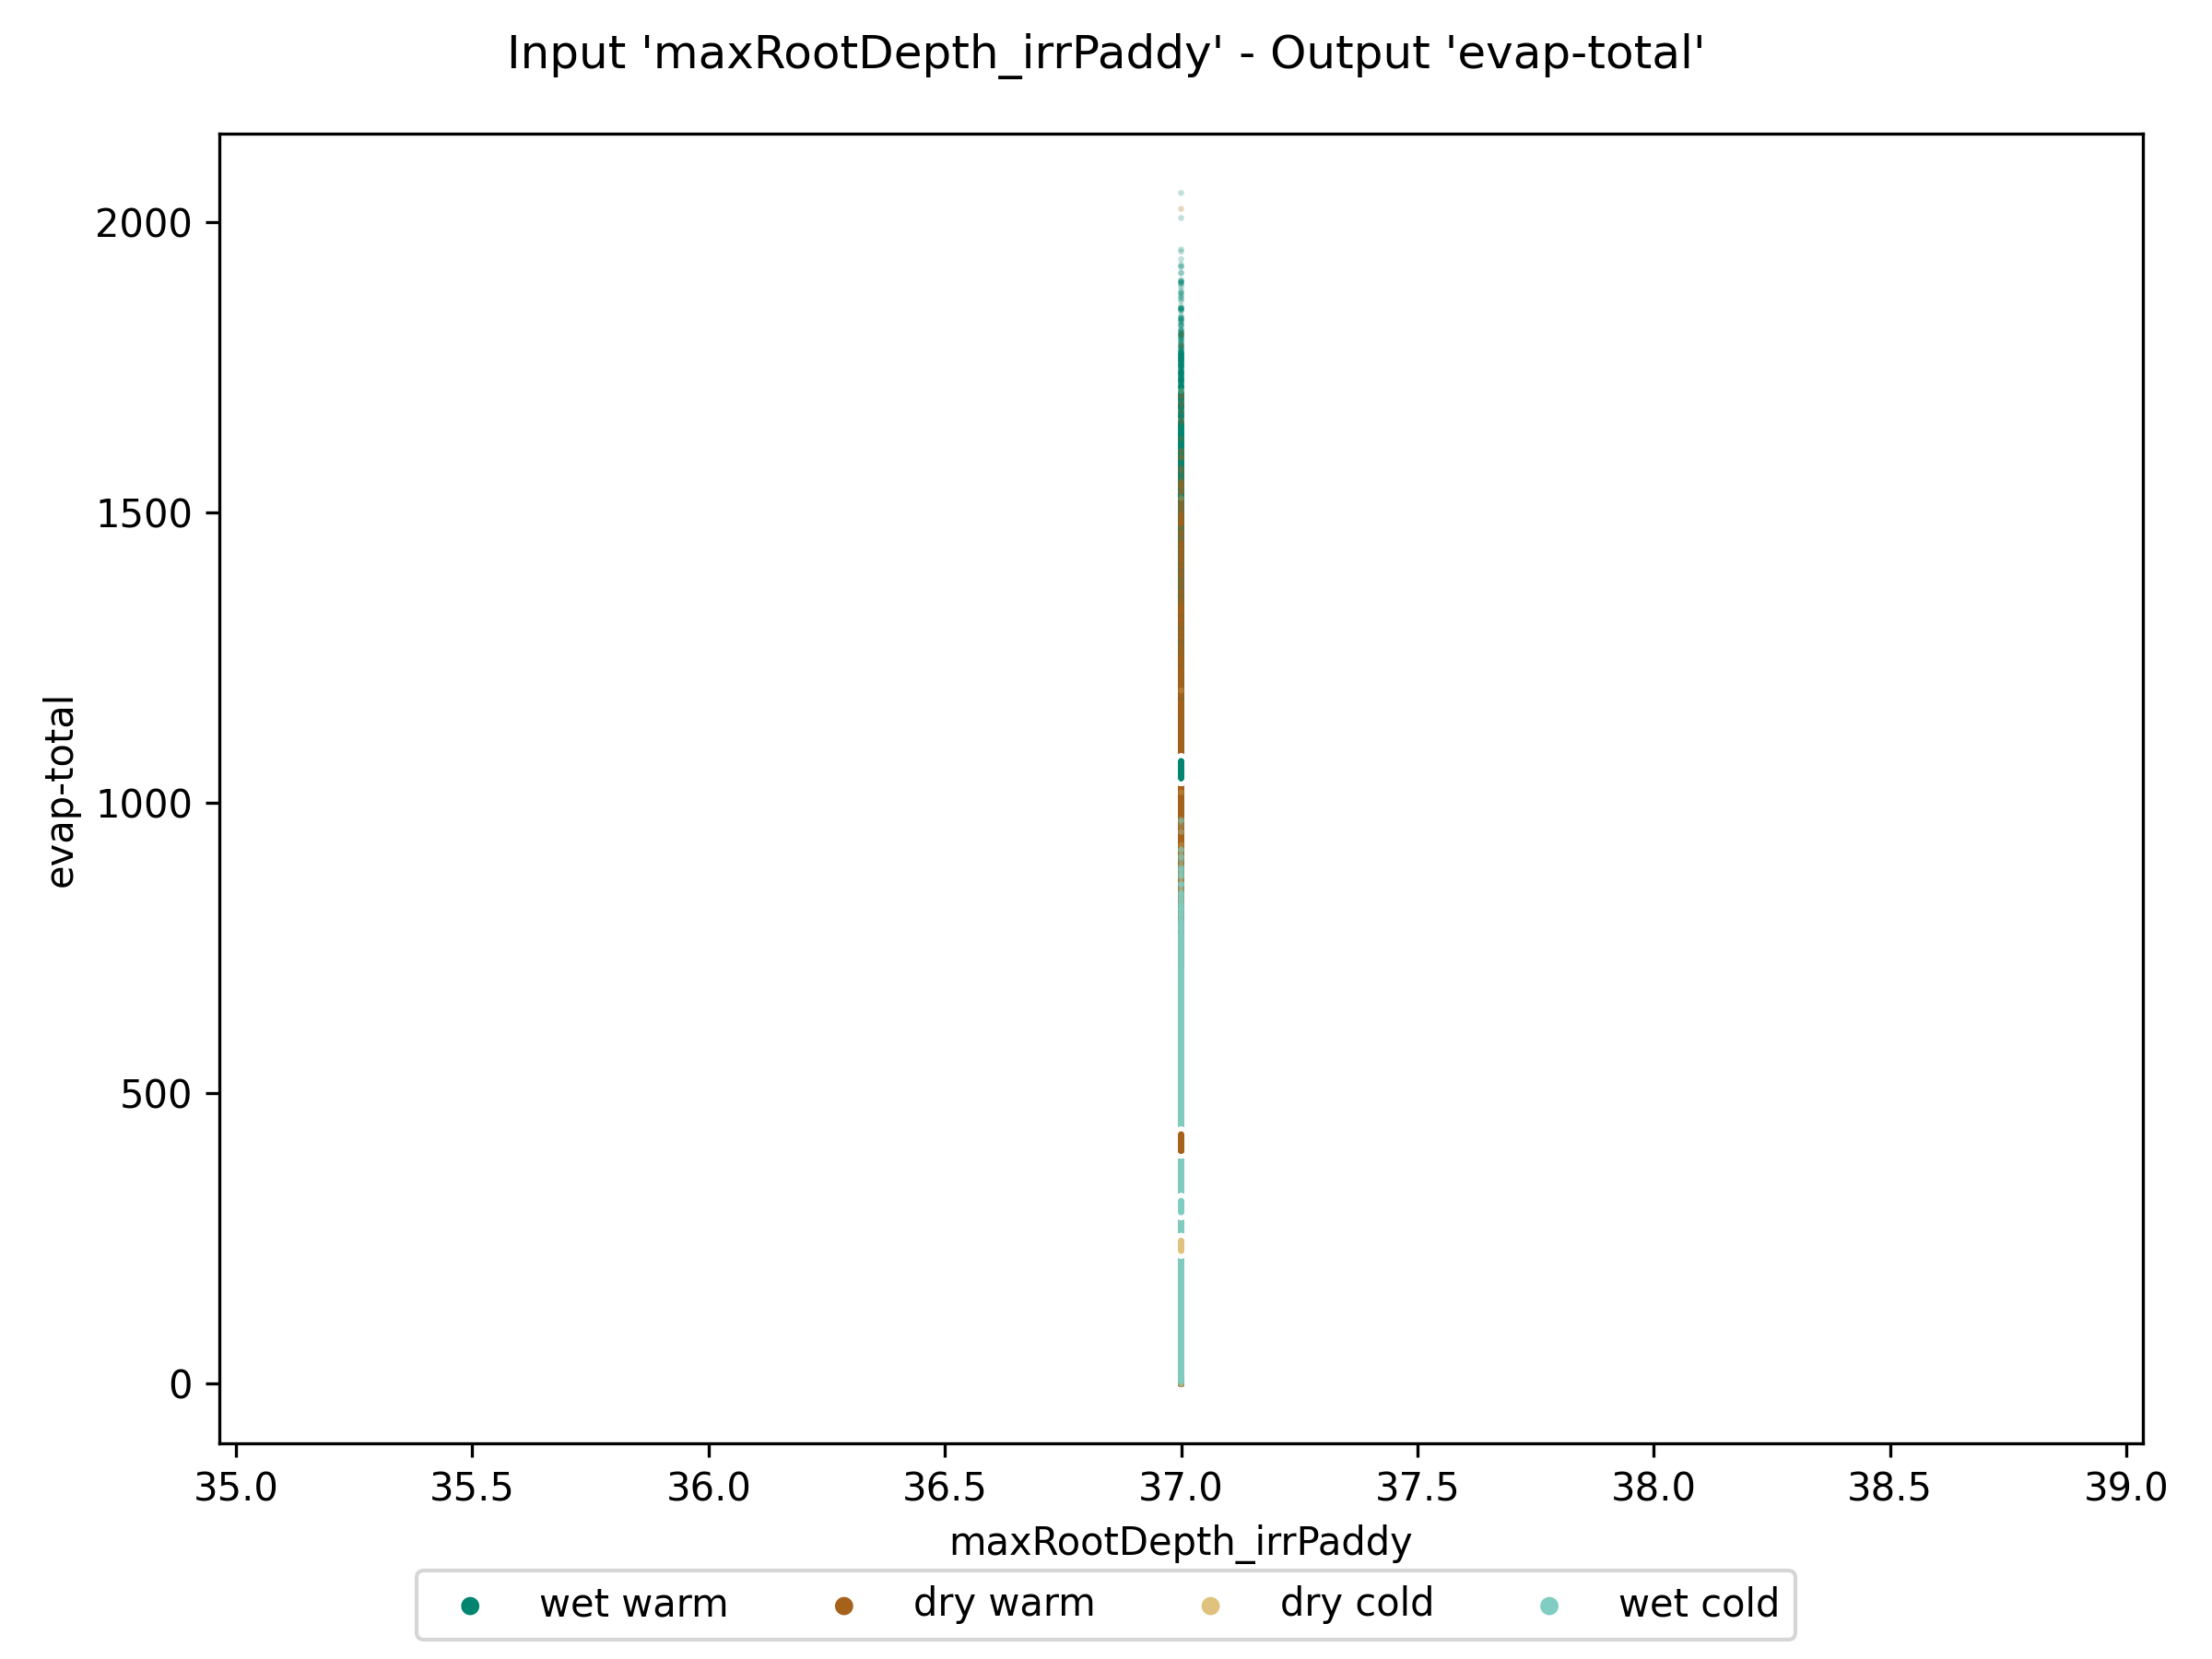 Input 'maxRootDepth_irrPaddy' - Output 'evap-total'
evap-total
2000
1500
1000
500
0
35.0 35.5 36.0 36.5 37.0 37.5 38.0 38.5 39.0
maxRootDepth_irrPaddy
wet warm dry warm dry cold wet cold